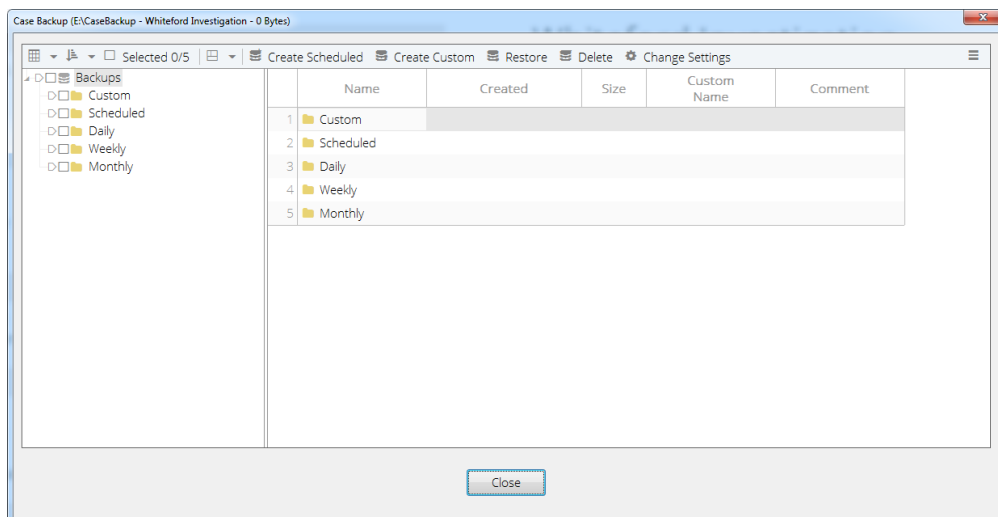 Case Backup (E:\CaseBackup - Whiteford Investigation - 0 Bytes)
Selected 0/5 Create Scheduled Create Custom Restore Delete Change Settings
Backups
Custom
Scheduled
Daily
Weekly
Monthly
Name Created Size Custom Name Comment
1 Custom
2 Scheduled
3 Daily
4 Weekly
5 Monthly
Close